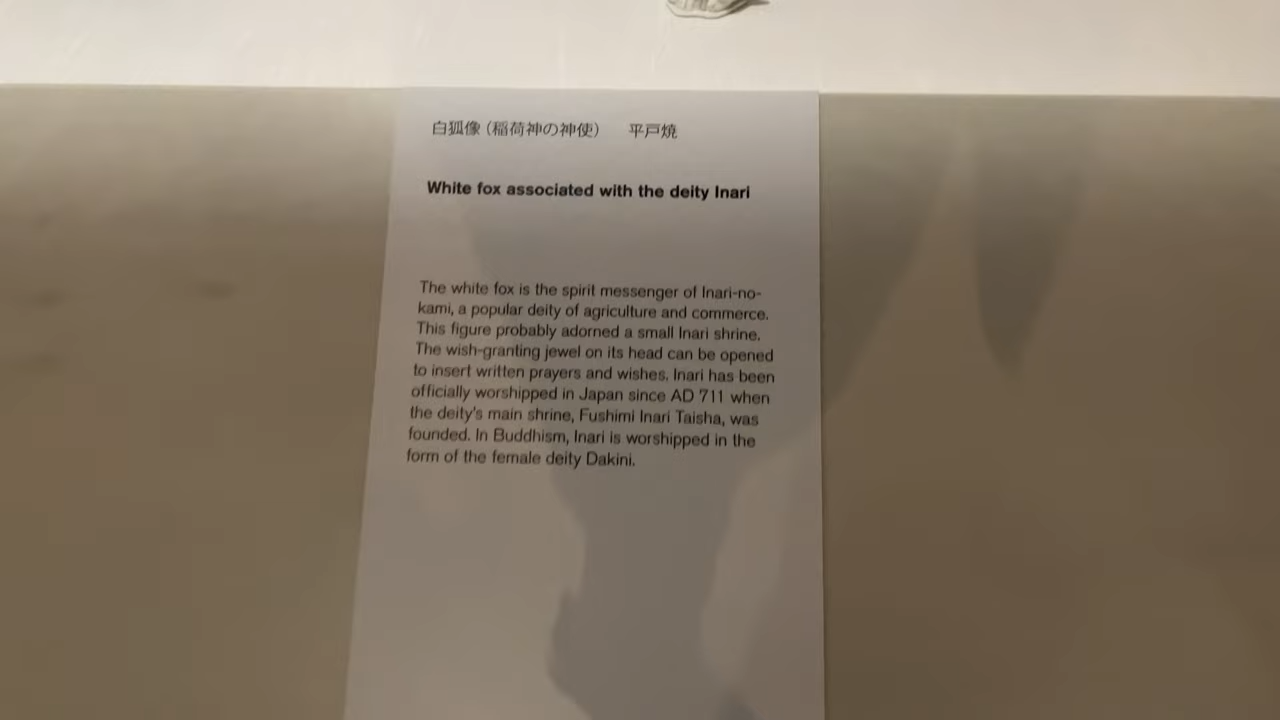 白狐像（稲荷神の神使）　平戸焼
White fox associated with the deity Inari
The white fox is the spirit messenger of Inari-no-
kami, a popular deity of agriculture and commerce.
This figure probably adorned a small Inari shrine.
The wish-granting jewel on its head can be opened
to insert written prayers and wishes. Inari has been
officially worshipped in Japan since AD 711 when
the deity's main shrine, Fushimi Inari Taisha, was
founded. In Buddhism, Inari is worshipped in the
form of the female deity Dakini.